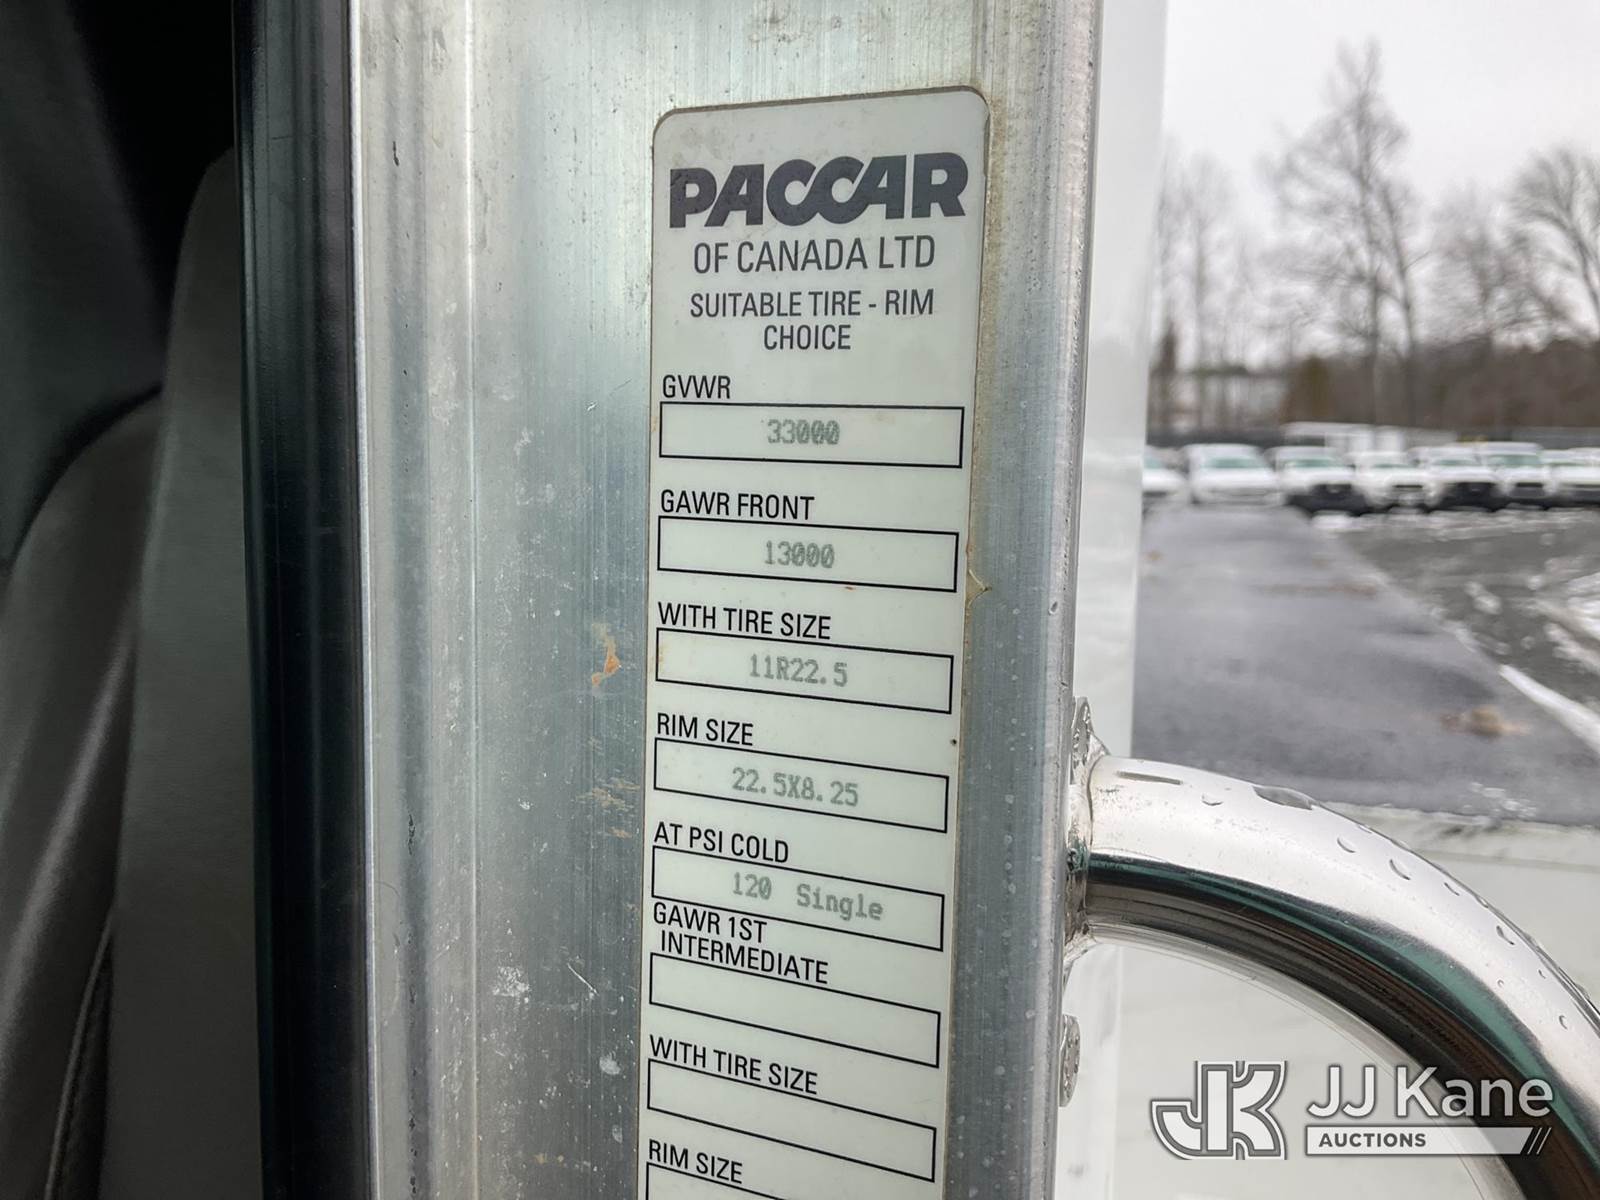 PACCAR
OF CANADA LTD
SUITABLE TIRE - RIM
CHOICE
GVWR
33000
GAWR FRONT
13000
WITH TIRE SIZE
11R22.5
RIM SIZE
22.5X8.25
AT PSI COLD
120 Single
GAWR 1ST
INTERMEDIATE
WITH TIRE SIZE
RIM SIZE
JK
JJ Kane
AUCTIONS